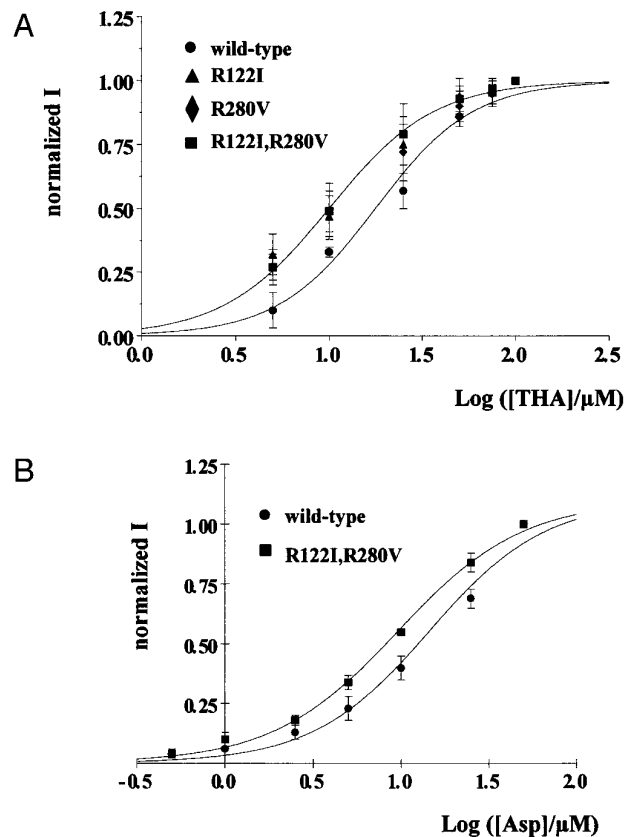 A
normalized I
1.25
1.00
0.75
0.50
0.25
0.00
wild-type
R122I
R280V
R122I,R280V
0.0 0.5 1.0 1.5 2.0 2.5
Log ([THA]/µM)
B
normalized I
1.25
1.00
0.75
0.50
0.25
wild-type
R122I,R280V
-0.5 0.0 0.5 1.0 1.5 2.0
Log ([Asp]/µM)